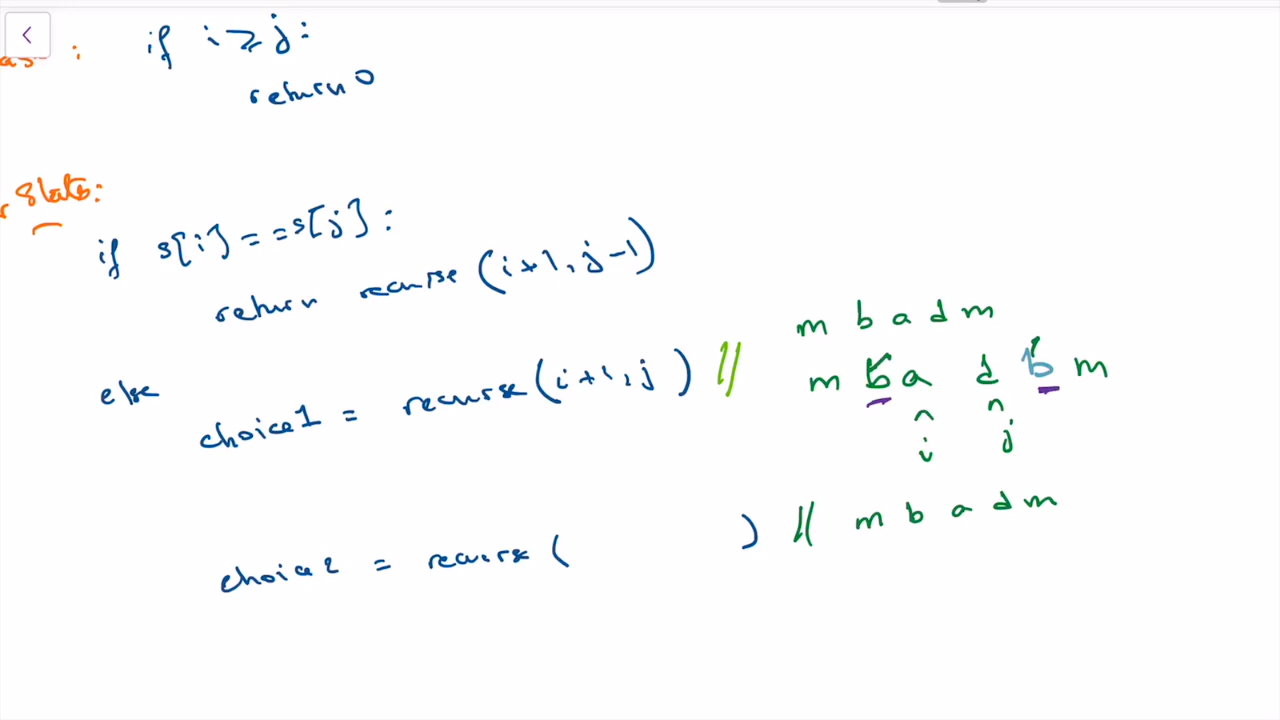 : if i ≥ j:
return 0
State:
if s[i] == s[j]:
return recurse (i+1, j-1)
m b a d m
else
choice1 = recurse (i+1, j) //
m b a d b m
^ ^
i j
choice2 = recurse ( ) // m b a d m